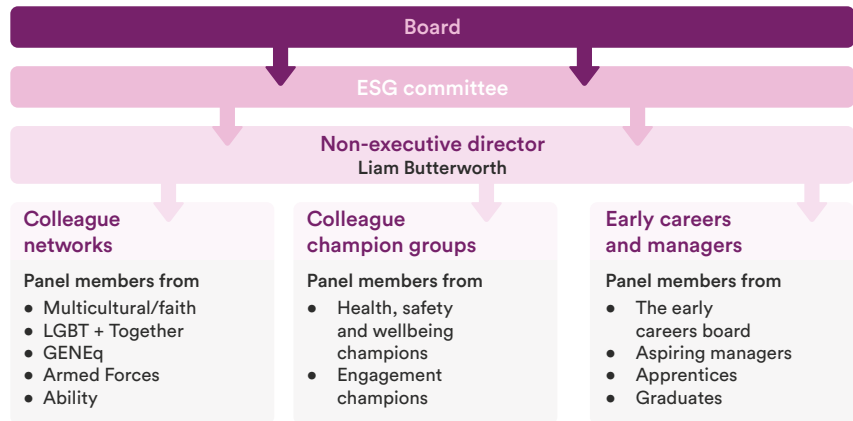 Board
ESG committee
Non-executive director
Liam Butterworth
Colleague
networks
Panel members from
● Multicultural/faith
● LGBT + Together
● GENEq
● Armed Forces
● Ability
Colleague
champion groups
Panel members from
● Health, safety
and wellbeing
champions
● Engagement
champions
Early careers
and managers
Panel members from
● The early
careers board
● Aspiring managers
● Apprentices
● Graduates